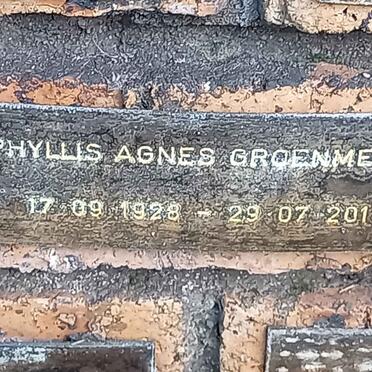 PHYLLIS AGNES GROENME
17 09 1928 - 29 07 201